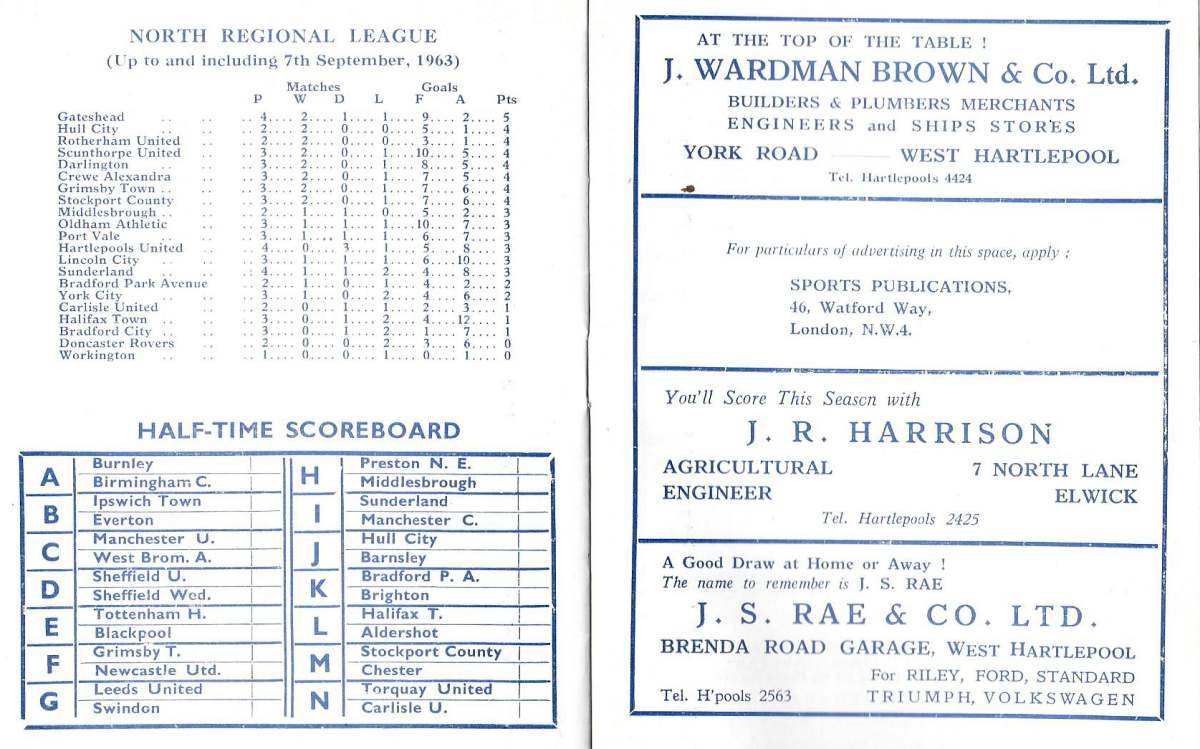 NORTH REGIONAL LEAGUE
(Up to and including 7th September, 1963)
Matches Goals
P W D L F A Pts
Gateshead .. .. .. 4.... 2.... 1.... 1.... 9.... 2.... 5
Hull City .. .. .. 2.... 2.... 0.... 0.... 5.... 1.... 4
Rotherham United .. .. 2.... 2.... 0.... 0.... 3.... 1.... 4
Scunthorpe United .. .. 3.... 2.... 0.... 1.... 10.... 5.... 4
Darlington .. .. .. 3.... 2.... 0.... 1.... 8.... 5.... 4
Crewe Alexandra .. .. 3.... 2.... 0.... 1.... 7.... 5.... 4
Grimsby Town .. .. .. 3.... 2.... 0.... 1.... 7.... 6.... 4
Stockport County .. .. 3.... 2.... 0.... 1.... 7.... 6.... 4
Middlesbrough .. .. .. 2.... 1.... 1.... 0.... 5.... 2.... 3
Oldham Athletic .. .. 3.... 1.... 1.... 1.... 10.... 7.... 3
Port Vale .. .. .. 3.... 1.... 1.... 1.... 6.... 7.... 3
Hartlepools United .. .. 4.... 0.... 3.... 1.... 5.... 8.... 3
Lincoln City .. .. .. 3.... 1.... 1.... 1.... 6.... 10.... 3
Sunderland .. .. .. 4.... 1.... 1.... 2.... 4.... 8.... 3
Bradford Park Avenue .. 2.... 1.... 0.... 1.... 4.... 2.... 2
York City .. .. .. 3.... 1.... 0.... 2.... 4.... 6.... 2
Carlisle United .. .. 2.... 0.... 1.... 1.... 2.... 3.... 1
Halifax Town .. .. .. 3.... 0.... 1.... 2.... 4.... 12.... 1
Bradford City .. .. .. 3.... 0.... 1.... 2.... 1.... 7.... 1
Doncaster Rovers .. .. 2.... 0.... 0.... 2.... 3.... 6.... 0
Workington .. .. .. 1.... 0.... 0.... 1.... 0.... 1.... 0
HALF-TIME SCOREBOARD
A Burnley
Birmingham C.
B Ipswich Town
Everton
C Manchester U.
West Brom. A.
D Sheffield U.
Sheffield Wed.
E Tottenham H.
Blackpool
F Grimsby T.
Newcastle Utd.
G Leeds United
Swindon
H Preston N. E.
Middlesbrough
I Sunderland
Manchester C.
J Hull City
Barnsley
K Bradford P. A.
Brighton
L Halifax T.
Aldershot
M Stockport County
Chester
N Torquay United
Carlisle U.
AT THE TOP OF THE TABLE !
J. WARDMAN BROWN & Co. Ltd.
BUILDERS & PLUMBERS MERCHANTS
ENGINEERS and SHIPS STORES
YORK ROAD —— WEST HARTLEPOOL
Tel. Hartlepools 4424
For particulars of advertising in this space, apply :
SPORTS PUBLICATIONS,
46, Watford Way,
London, N.W.4.
You'll Score This Season with
J. R. HARRISON
AGRICULTURAL 7 NORTH LANE
ENGINEER ELWICK
Tel. Hartlepools 2425
A Good Draw at Home or Away !
The name to remember is J. S. RAE
J. S. RAE & CO. LTD.
BRENDA ROAD GARAGE, WEST HARTLEPOOL
For RILEY, FORD, STANDARD
Tel. H'pools 2563 TRIUMPH, VOLKSWAGEN